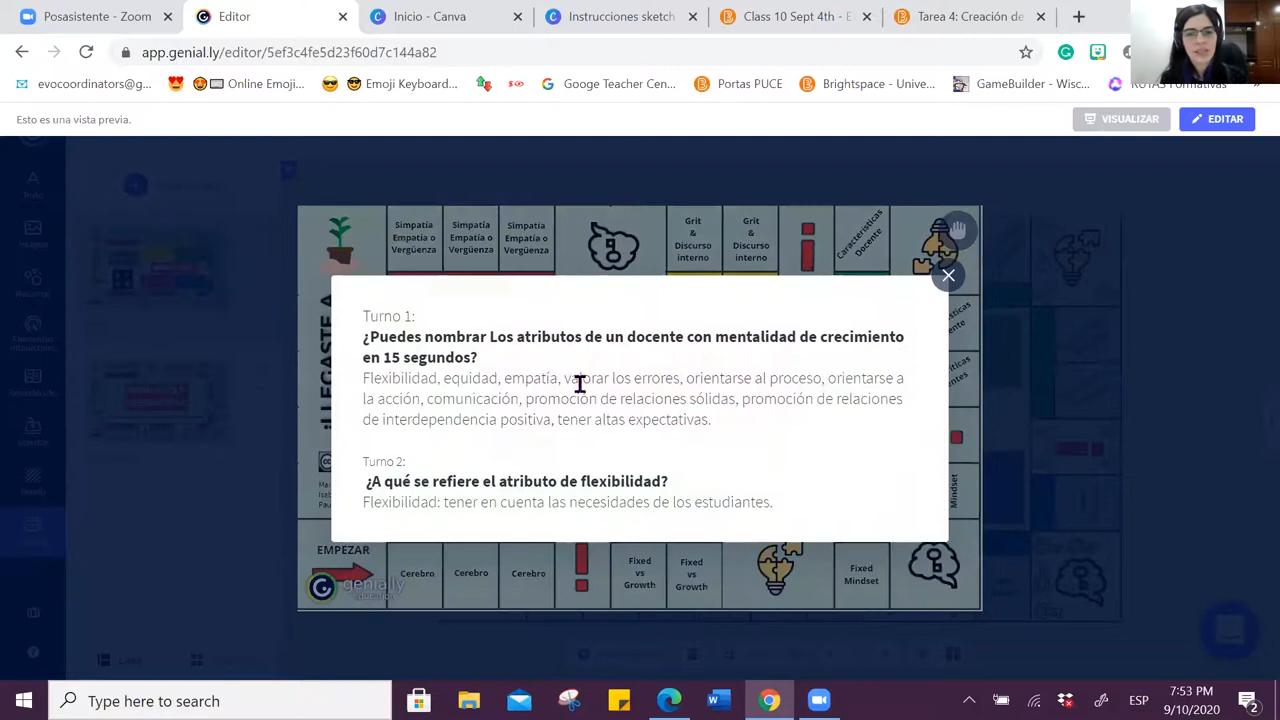 Posasistente - Zoom
Editor
Inicio - Canva
Instrucciones sketch
Class 10 Sept 4th - E
Tarea 4: Creación de
app.genial.ly/editor/5ef3c4fe5d23f60d7c144a82
evocoordinators@g...
Online Emoji...
Emoji Keyboard...
Googe Teacher Cen...
Portas PUCE
Brightspace - Unive...
GameBuilder - Wisc...
RUTAS Formativas
Esto es una vista previa.
VISUALIZAR
EDITAR
Simpatía Empatía o Vergüenza
Simpatía Empatía o Vergüenza
Simpatía Empatía o Vergüenza
Grit & Discurso interno
Grit & Discurso interno
Características Docente
Turno 1:
¿Puedes nombrar Los atributos de un docente con mentalidad de crecimiento
en 15 segundos?
Flexibilidad, equidad, empatía, valorar los errores, orientarse al proceso, orientarse a
la acción, comunicación, promoción de relaciones sólidas, promoción de relaciones
de interdependencia positiva, tener altas expectativas.
Turno 2:
¿A qué se refiere el atributo de flexibilidad?
Flexibilidad: tener en cuenta las necesidades de los estudiantes.
Mindset
EMPEZAR
Cerebro
Cerebro
Cerebro
Fixed vs Growth
Fixed vs Growth
Fixed Mindset
genially
Type here to search
ESP
7:53 PM
9/10/2020
2